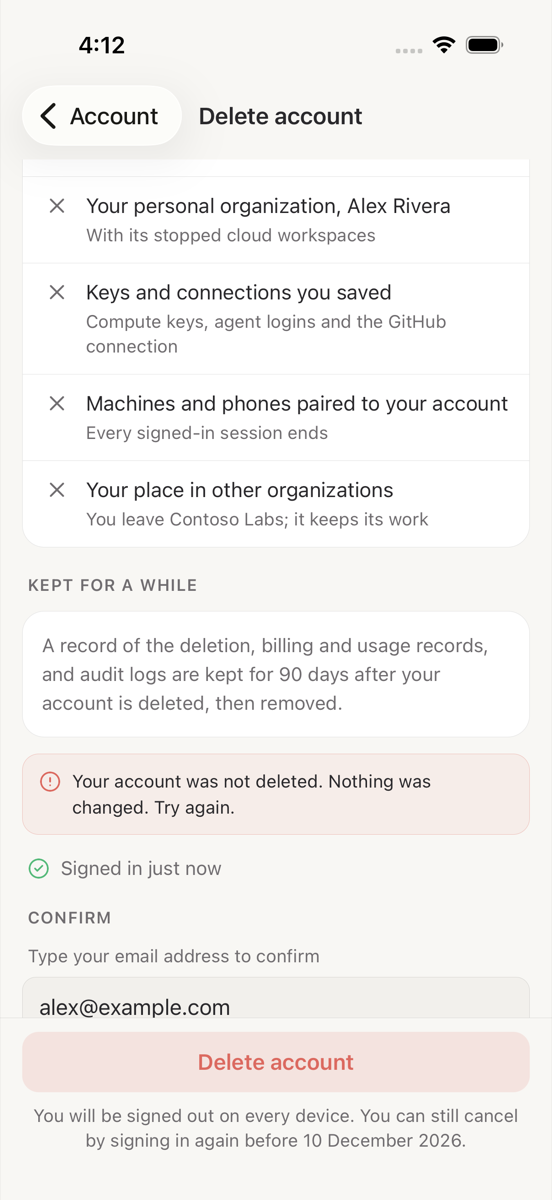 4:12
Account
Delete account
Your personal organization, Alex Rivera
With its stopped cloud workspaces
Keys and connections you saved
Compute keys, agent logins and the GitHub
connection
Machines and phones paired to your account
Every signed-in session ends
Your place in other organizations
You leave Contoso Labs; it keeps its work
KEPT FOR A WHILE
A record of the deletion, billing and usage records,
and audit logs are kept for 90 days after your
account is deleted, then removed.
Your account was not deleted. Nothing was
changed. Try again.
Signed in just now
CONFIRM
Type your email address to confirm
alex@example.com
Delete account
You will be signed out on every device. You can still cancel
by signing in again before 10 December 2026.